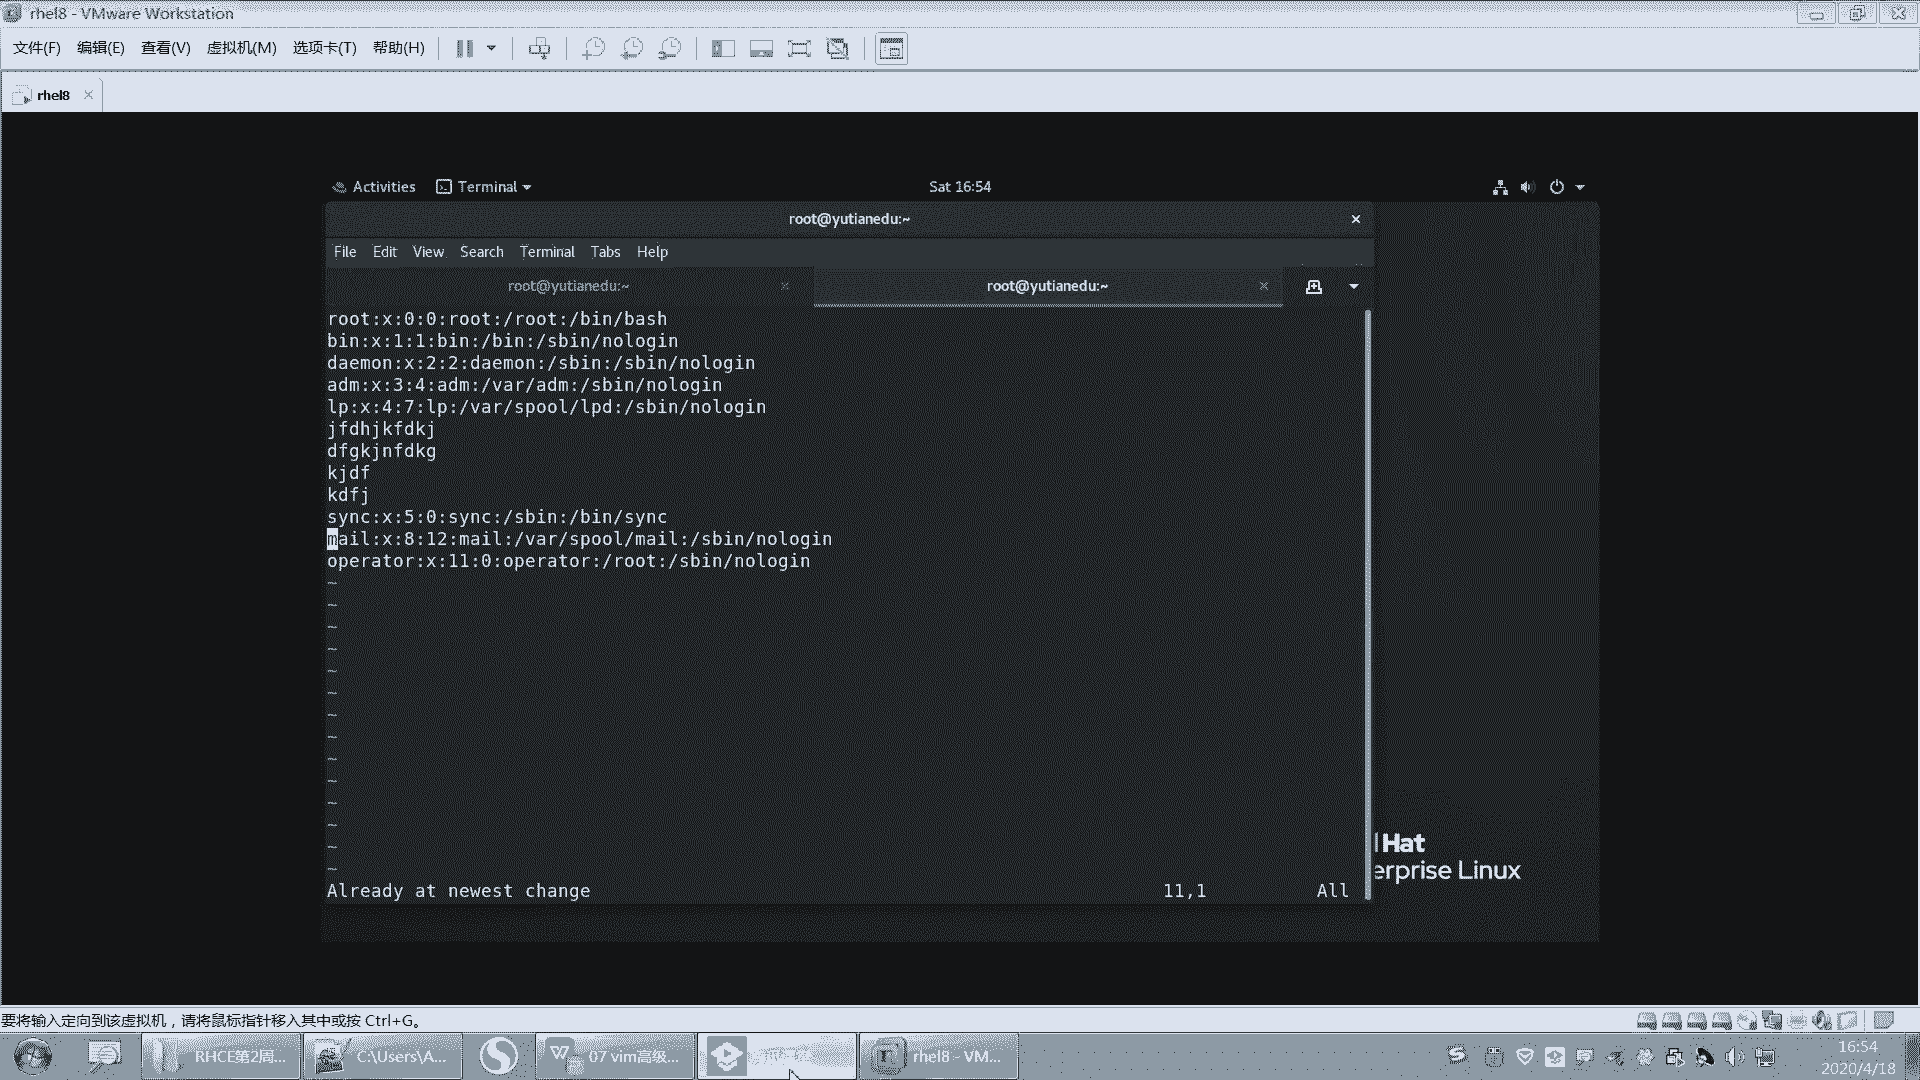 rhel8 - VMware Workstation
文件(F) 编辑(E) 查看(V) 虚拟机(M) 选项卡(T) 帮助(H)
rhel8
Activities Terminal Sat 16:54
root@yutianedu:~
File Edit View Search Terminal Tabs Help
root@yutianedu:~ root@yutianedu:~
root:x:0:0:root:/root:/bin/bash
bin:x:1:1:bin:/bin:/sbin/nologin
daemon:x:2:2:daemon:/sbin:/sbin/nologin
adm:x:3:4:adm:/var/adm:/sbin/nologin
lp:x:4:7:lp:/var/spool/lpd:/sbin/nologin
jfdhjkfdkj
dfgkjnfdkg
kjdf
kdfj
sync:x:5:0:sync:/sbin:/bin/sync
mail:x:8:12:mail:/var/spool/mail:/sbin/nologin
operator:x:11:0:operator:/root:/sbin/nologin
~
~
~
~
~
~
~
~
~
~
~
~
~
~
Hat
erprise Linux
Already at newest change 11,1 All
要将输入定向到该虚拟机，请将鼠标指针移入其中或按 Ctrl+G。
RHCE第2周... C:\Users\A... 07 vim高级... rhel8 - VM... 16:54
2020/4/18